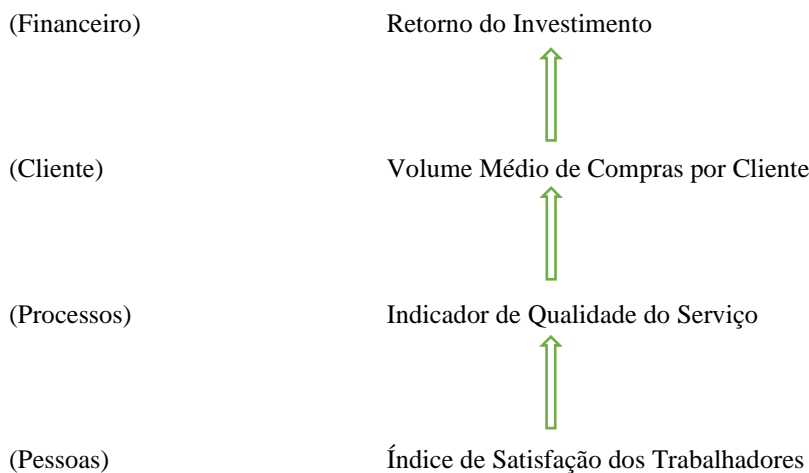 (Financeiro) Retorno do Investimento
(Cliente) Volume Médio de Compras por Cliente
(Processos) Indicador de Qualidade do Serviço
(Pessoas) Índice de Satisfação dos Trabalhadores